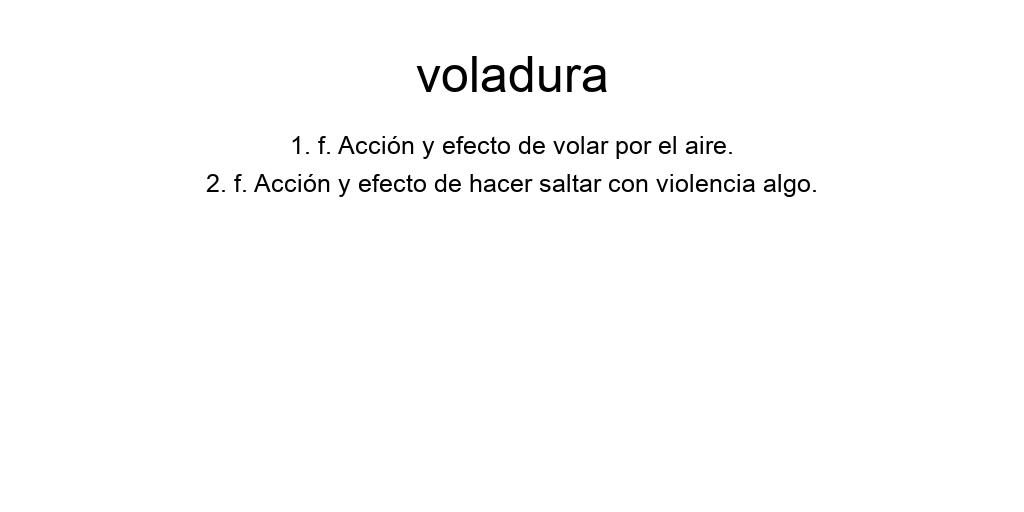 voladura
1. f. Acción y efecto de volar por el aire.
2. f. Acción y efecto de hacer saltar con violencia algo.